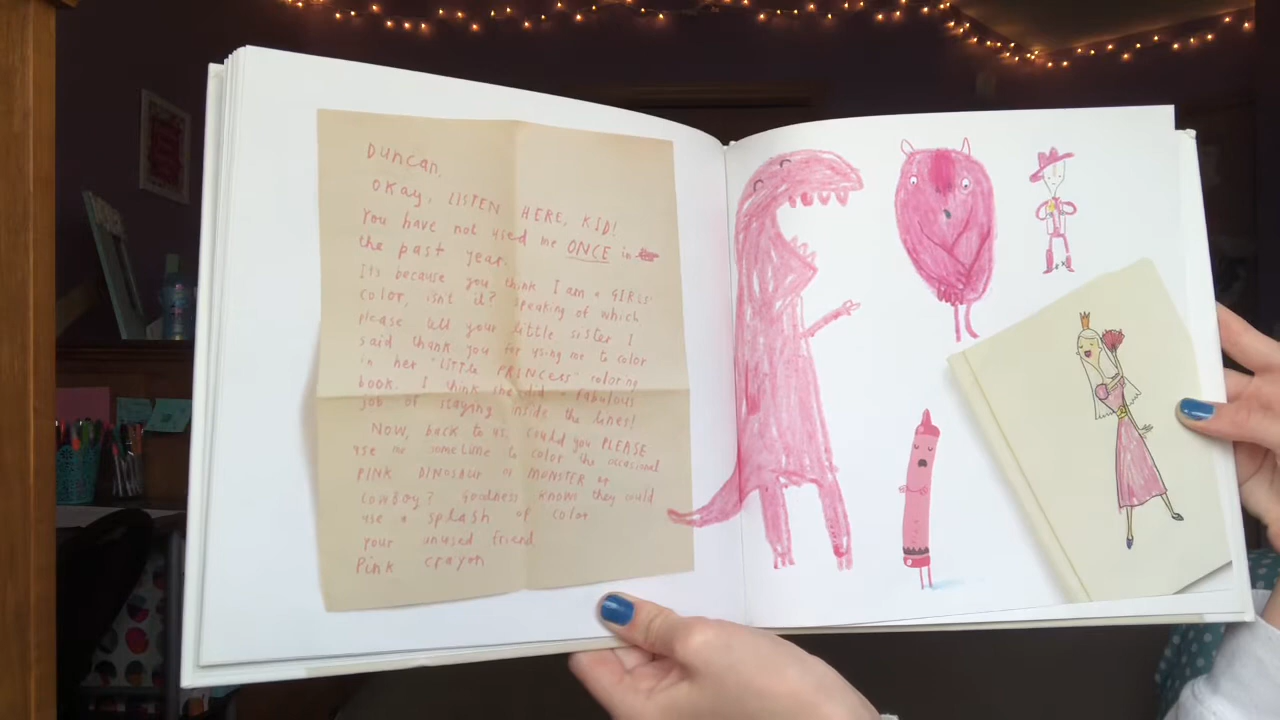 Duncan,
Okay, LISTEN HERE, KID!
You have not used me ONCE in
the past year.
It's because you think I am a GIRLS'
color, isn't it? Speaking of which
please tell your little sister I
said thank you for using me to color
in her "LITTLE PRINCESS" coloring
book. I think she did a fabulous
job of staying inside the lines!
Now, back to us. Could you PLEASE
use me sometime to color the occasional
PINK DINOSAUR or MONSTER or
COWBOY? Goodness knows they could
use a splash of color.
your unused friend,
Pink crayon